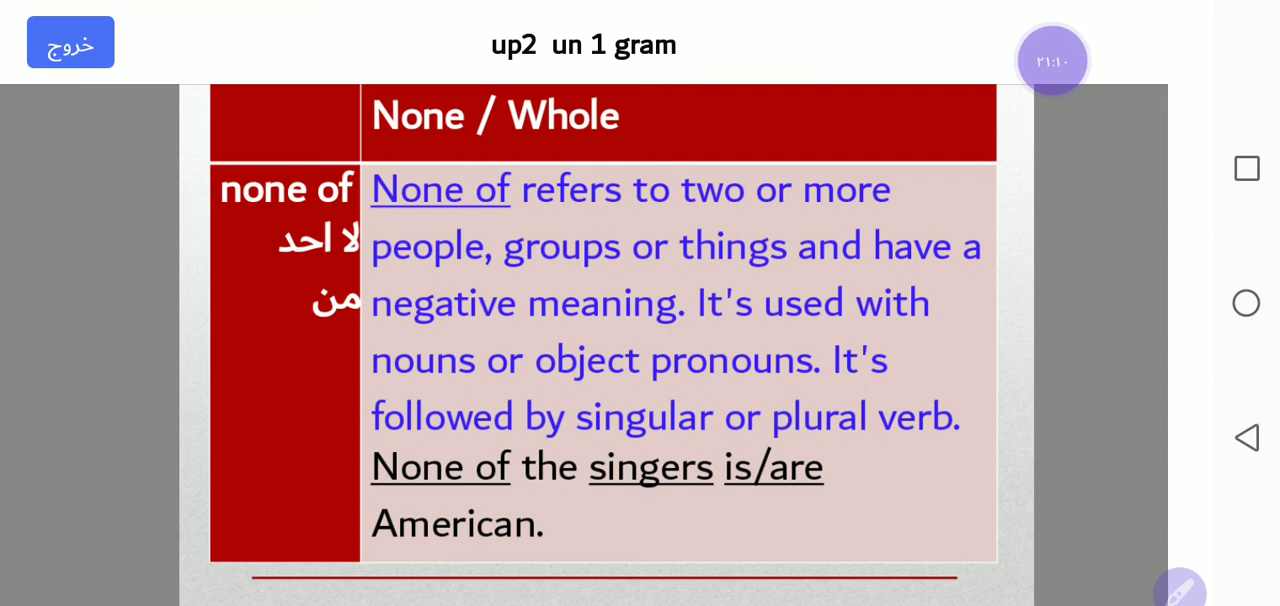 خروج
up2 un 1 gram
٢١:١٠
None / Whole
none of
لا احد
من
None of refers to two or more
people, groups or things and have a
negative meaning. It's used with
nouns or object pronouns. It's
followed by singular or plural verb.
None of the singers is/are
American.